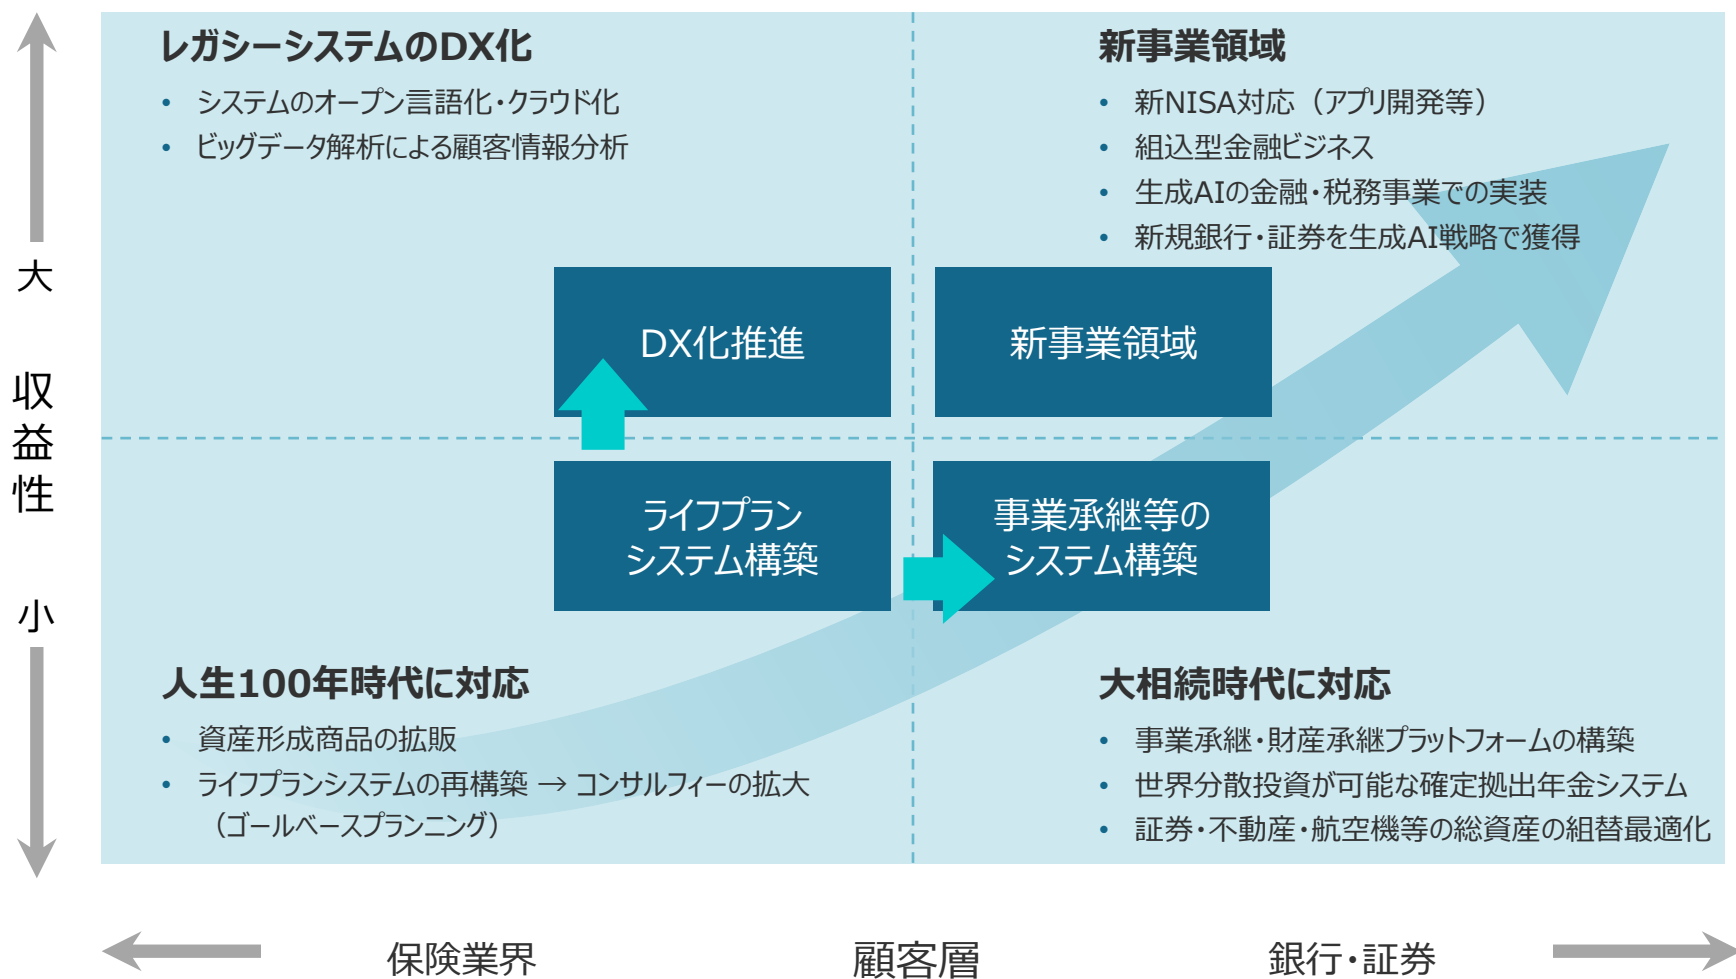 レガシーシステムのDX化
• システムのオープン言語化・クラウド化
• ビッグデータ解析による顧客情報分析
新事業領域
• 新NISA対応（アプリ開発等）
• 組込型金融ビジネス
• 生成AIの金融・税務事業での実装
• 新規銀行・証券を生成AI戦略で獲得
大
収益性
小
DX化推進
新事業領域
ライフプラン
システム構築
事業承継等の
システム構築
人生100年時代に対応
• 資産形成商品の拡販
• ライフプランシステムの再構築 → コンサルフィーの拡大
（ゴールベースプランニング）
大相続時代に対応
• 事業承継・財産承継プラットフォームの構築
• 世界分散投資が可能な確定拠出年金システム
• 証券・不動産・航空機等の総資産の組替最適化
保険業界
顧客層
銀行・証券